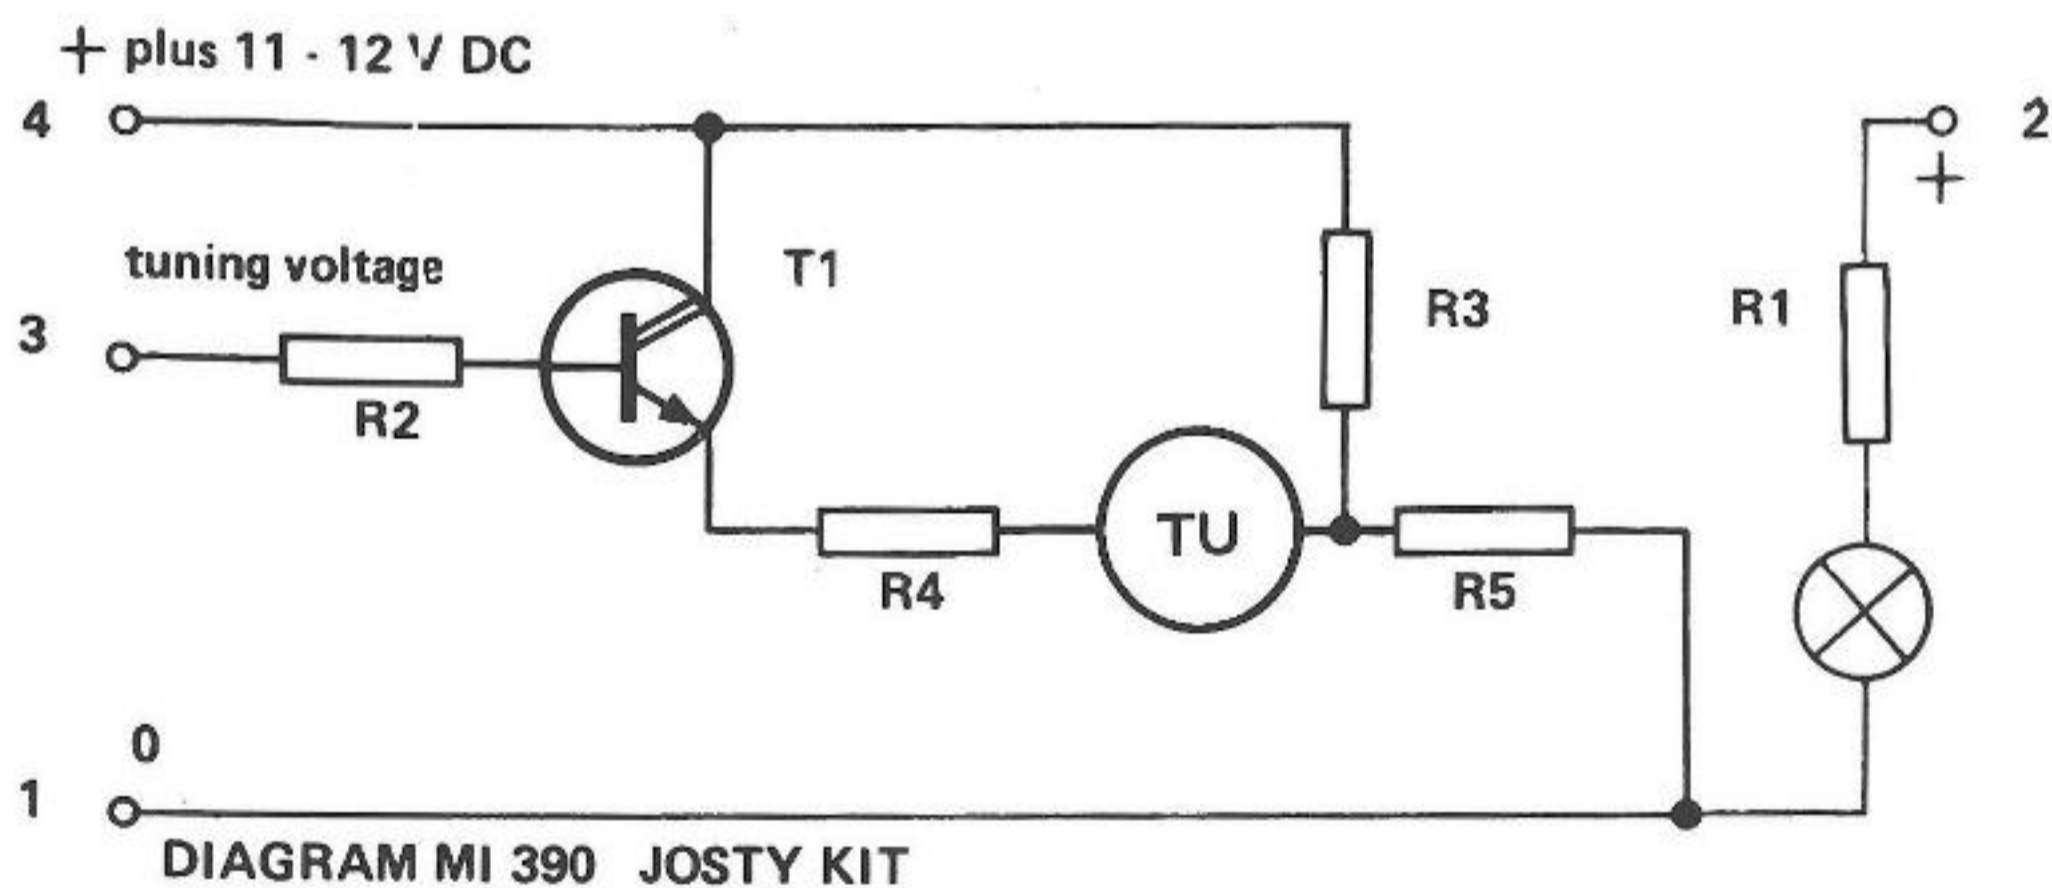 + plus 11 - 12 V DC
4
2
+
tuning voltage
T1
3
R3
R1
R2
TU
R4
R5
0
1
DIAGRAM MI 390 JOSTY KIT